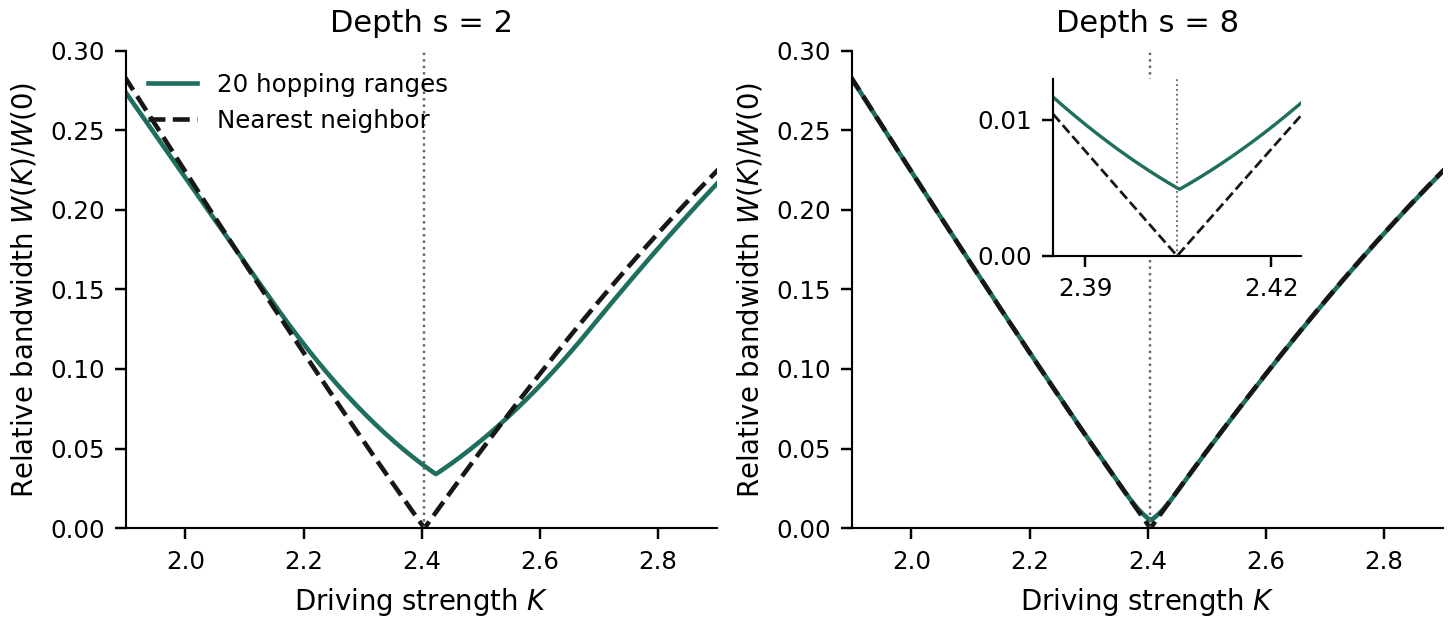 Depth s = 2
Relative bandwidth W(K)/W(0)
0.30
0.25
0.20
0.15
0.10
0.05
0.00
20 hopping ranges
Nearest neighbor
2.0 2.2 2.4 2.6 2.8
Driving strength K
Depth s = 8
Relative bandwidth W(K)/W(0)
0.30
0.25
0.20
0.15
0.10
0.05
0.00
0.01
0.00
2.39 2.42
2.0 2.2 2.4 2.6 2.8
Driving strength K